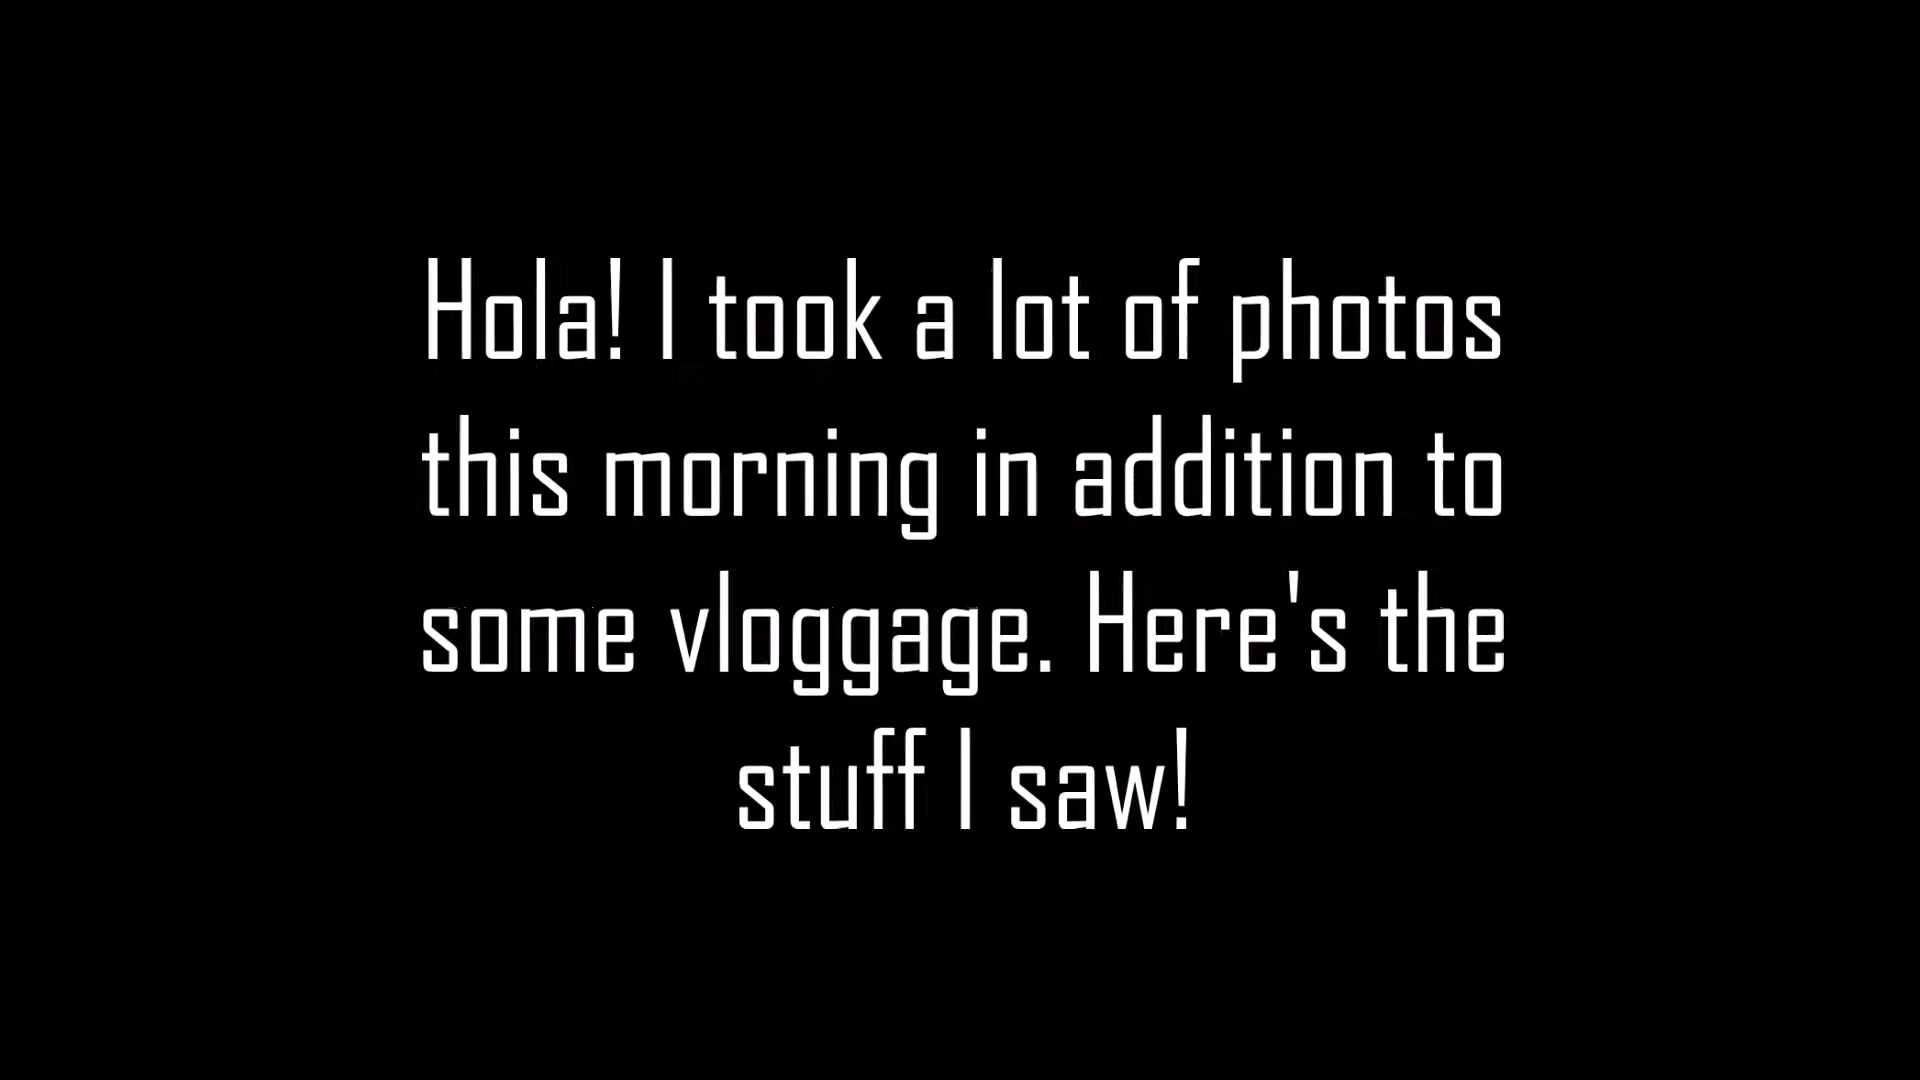 Hola! I took a lot of photos
this morning in addition to
some vloggage. Here's the
stuff I saw!